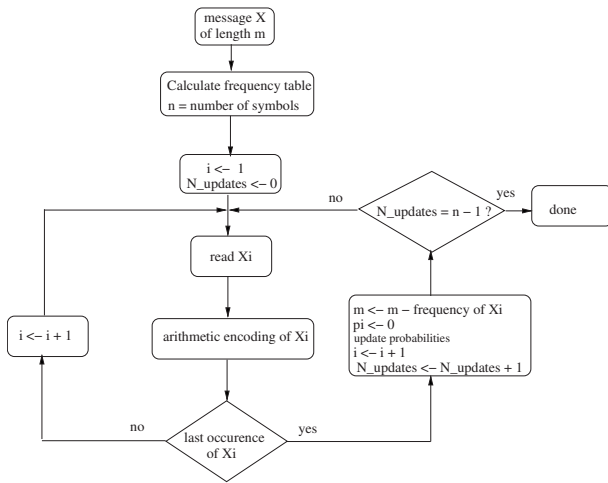 message X
of length m
Calculate frequency table
n = number of symbols
i <- 1
N_updates <- 0
no
N_updates = n - 1 ?
yes
done
read Xi
i <- i + 1
arithmetic encoding of Xi
m <- m - frequency of Xi
pi <- 0
update probabilities
i <- i + 1
N_updates <- N_updates + 1
no
last occurence
of Xi
yes